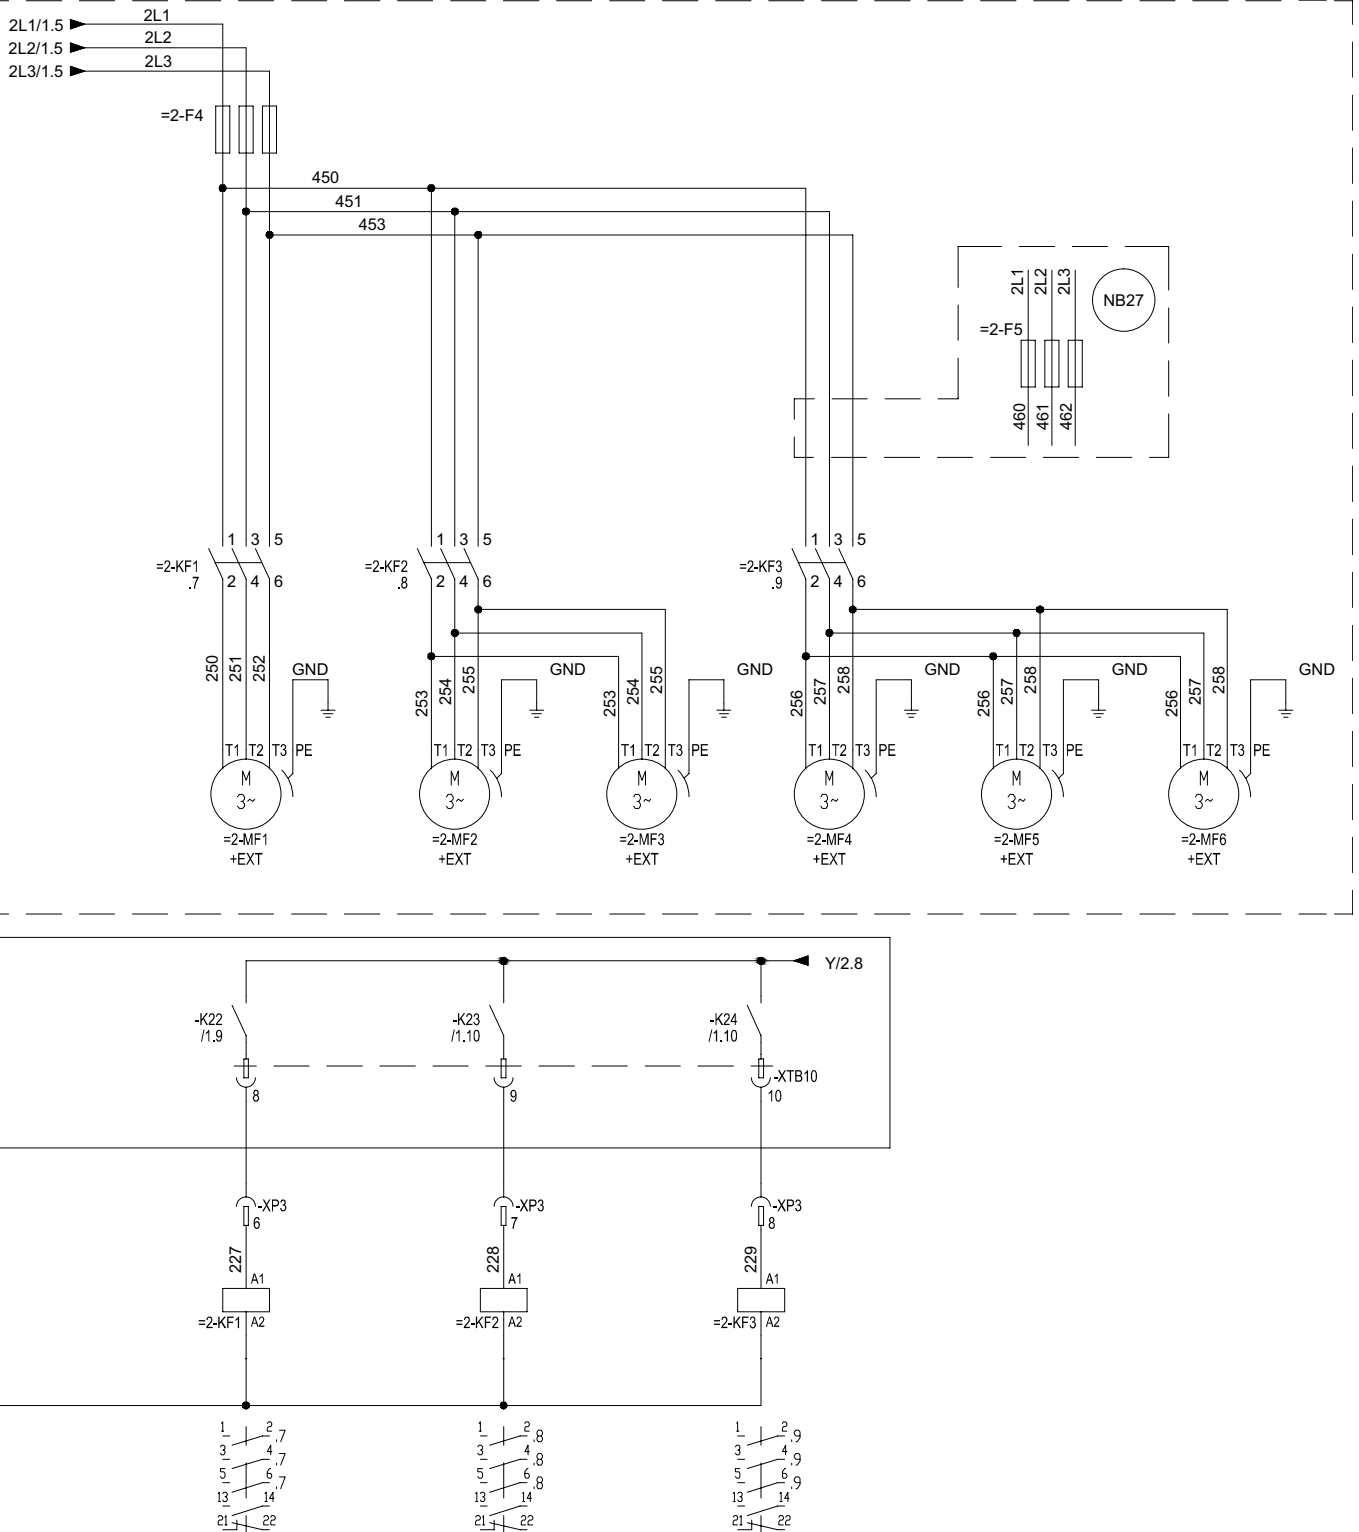 2L1/1.5 2L1
2L2/1.5 2L2
2L3/1.5 2L3
=2-F4
450
451
453
2L1 2L2 2L3 NB27
=2-F5
460 461 462
1 3 5 1 3 5 1 3 5
=2-KF1 =2-KF2 =2-KF3
.7 2 4 6 .8 2 4 6 .9 2 4 6
250 251 252 GND 253 254 255 GND 253 254 255 GND 256 257 258 GND 256 257 258 GND 256 257 258 GND
T1 T2 T3 PE T1 T2 T3 PE T1 T2 T3 PE T1 T2 T3 PE T1 T2 T3 PE T1 T2 T3 PE
M M M M M M
3~ 3~ 3~ 3~ 3~ 3~
=2-MF1 =2-MF2 =2-MF3 =2-MF4 =2-MF5 =2-MF6
+EXT +EXT +EXT +EXT +EXT +EXT
Y/2.8
-K22 -K23 -K24
/1.9 /1.10 /1.10
-XTB10
8 9 10
-XP3 -XP3 -XP3
6 7 8
227 228 229
A1 A1 A1
=2-KF1 A2 =2-KF2 A2 =2-KF3 A2
1 2 .7 1 2 .8 1 2 .9
3 4 .7 3 4 .8 3 4 .9
5 6 .7 5 6 .8 5 6 .9
13 14 13 14 13 14
21 22 21 22 21 22